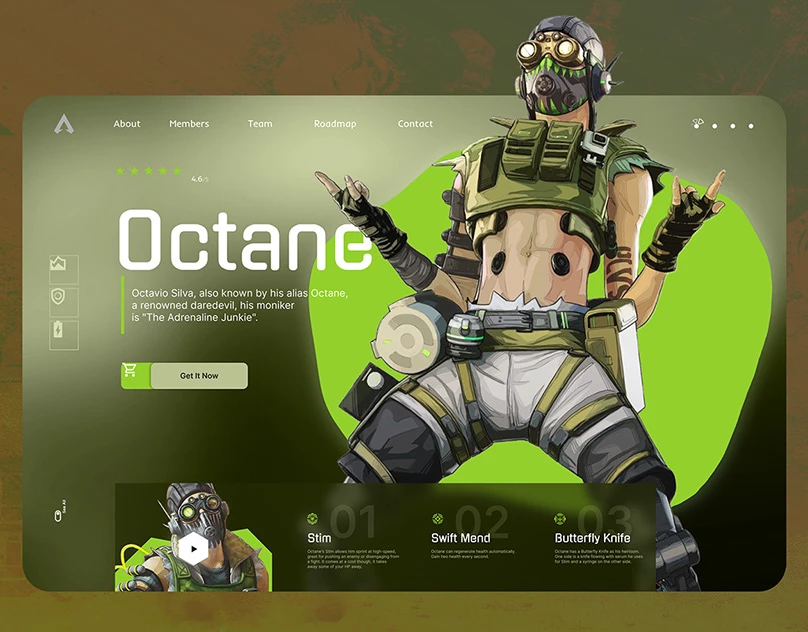 About Members Team Roadmap Contact
4.6/5
Octane
Octavio Silva, also known by his alias Octane,
a renowned daredevil, his moniker
is "The Adrenaline Junkie".
Get It Now
See All
01
Stim
Octane's Stim allows him sprint at high-speed,
great for pushing an enemy or disengaging from
a fight. It comes at a cost though, it takes
away some of your HP away.
02
Swift Mend
Octane can regenerate health automatically.
Gain two health every second.
03
Butterfly Knife
Octane has a Butterfly Knife as his heirloom.
One side is a knife flowing with serum he uses
for Stim and a syringe on the other side.